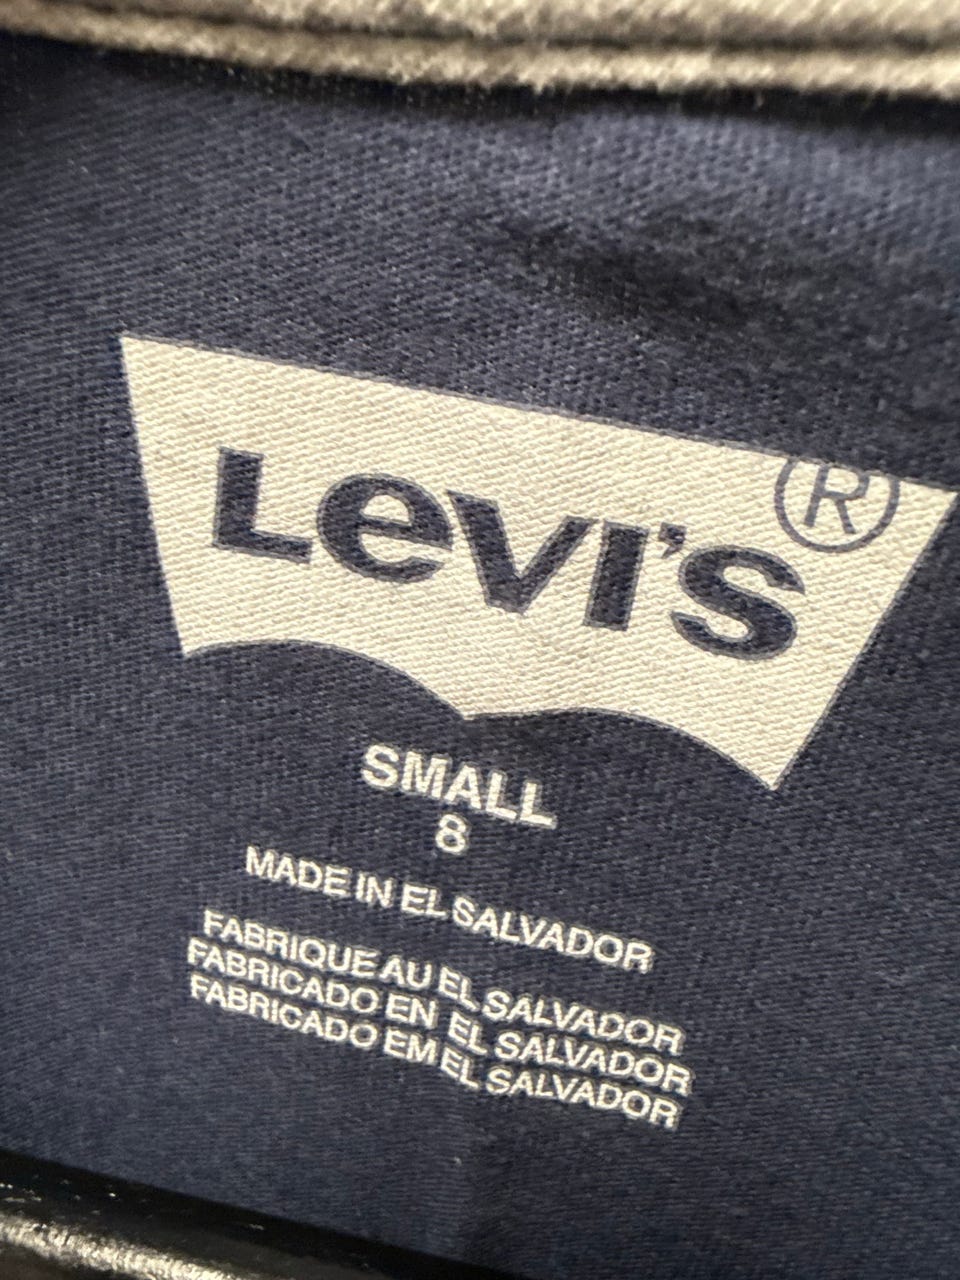 Levi's®
SMALL
8
MADE IN EL SALVADOR
FABRIQUE AU EL SALVADOR
FABRICADO EN EL SALVADOR
FABRICADO EM EL SALVADOR